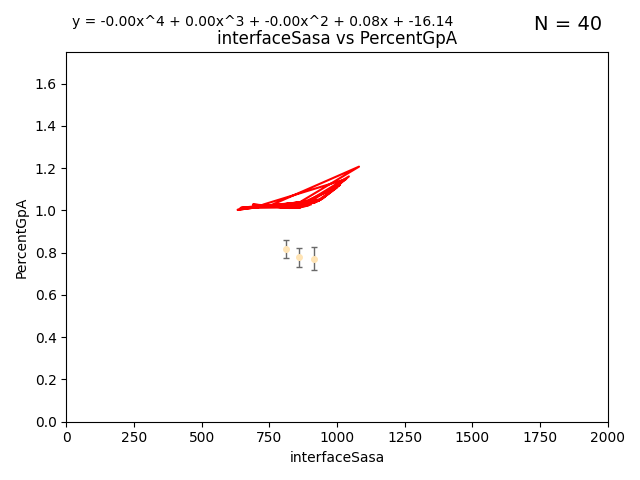 y = -0.00x^4 + 0.00x^3 + -0.00x^2 + 0.08x + -16.14
N = 40
interfaceSasa vs PercentGpA
1.6
1.4
1.2
1.0
0.8
0.6
0.4
0.2
0.0
PercentGpA
0 250 500 750 1000 1250 1500 1750 2000
interfaceSasa